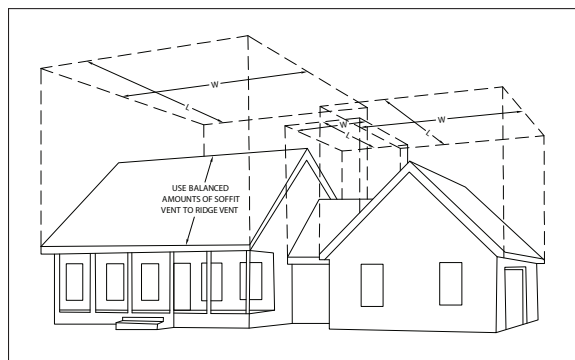 W
L
W
L
W
L
USE BALANCED
AMOUNTS OF SOFFIT
VENT TO RIDGE VENT